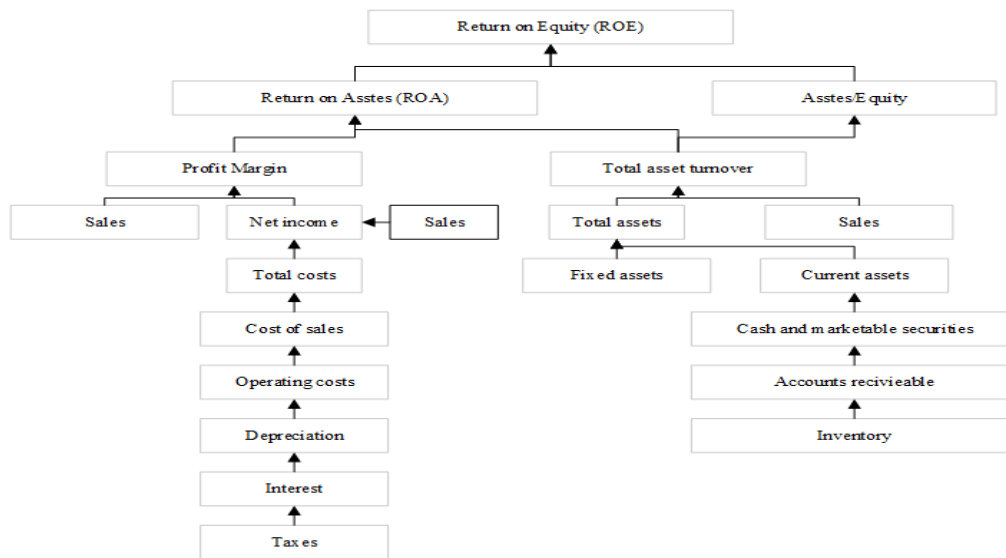 Return on Equity (ROE)
Return on Asstes (ROA)
Asstes/Equity
Profit Margin
Total asset turnover
Sales
Net income
Sales
Total assets
Sales
Total costs
Fixed assets
Current assets
Cost of sales
Cash and marketable securities
Operating costs
Accounts recivieable
Depreciation
Inventory
Interest
Taxes